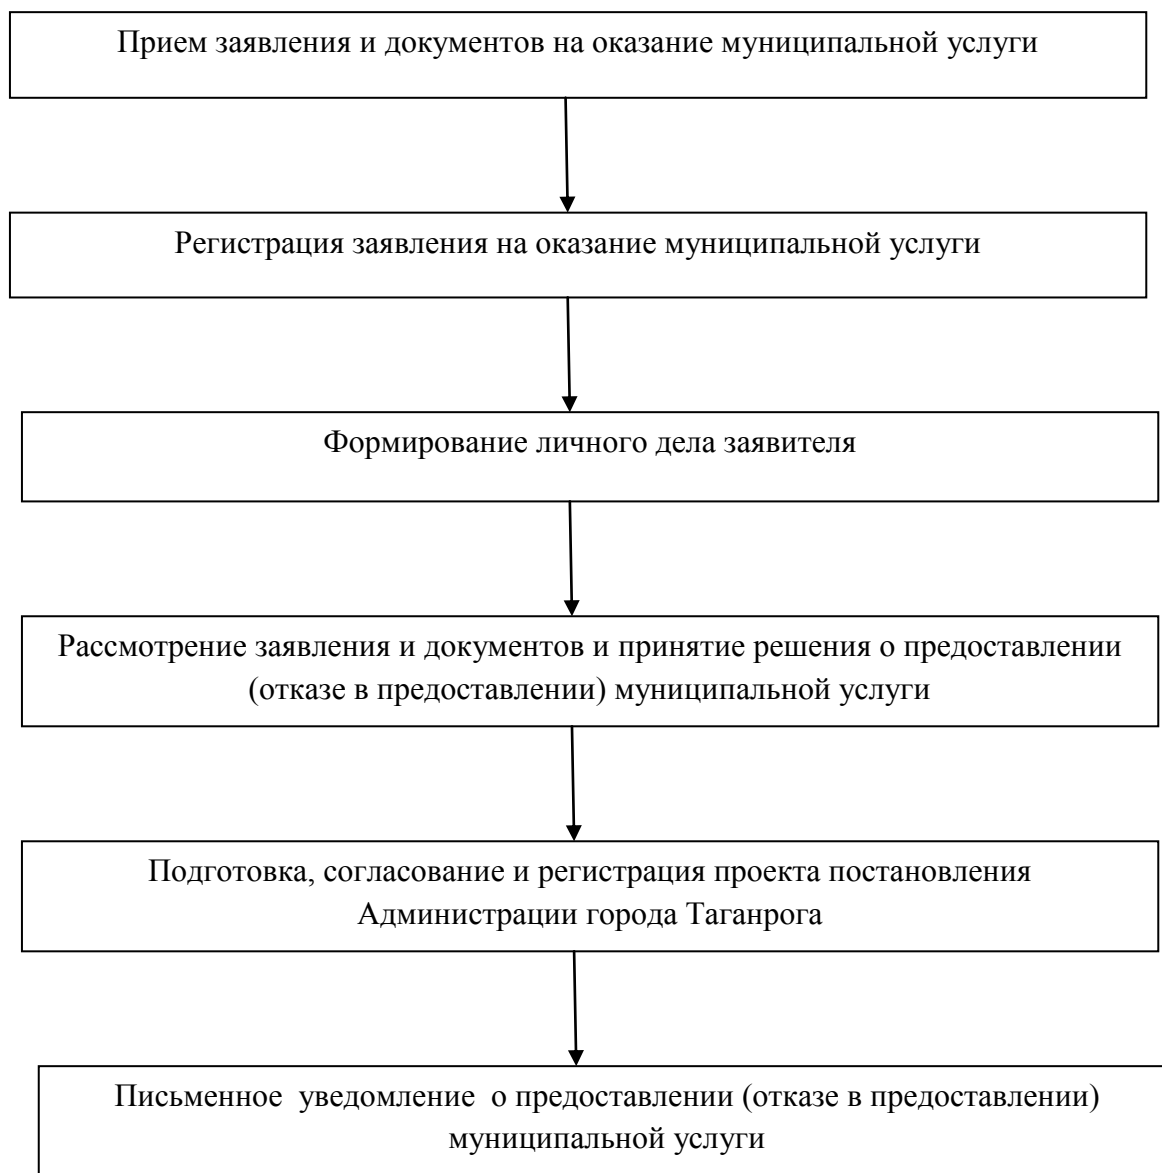 Прием заявления и документов на оказание муниципальной услуги
Регистрация заявления на оказание муниципальной услуги
Формирование личного дела заявителя
Рассмотрение заявления и документов и принятие решения о предоставлении
(отказе в предоставлении) муниципальной услуги
Подготовка, согласование и регистрация проекта постановления
Администрации города Таганрога
Письменное уведомление о предоставлении (отказе в предоставлении)
муниципальной услуги